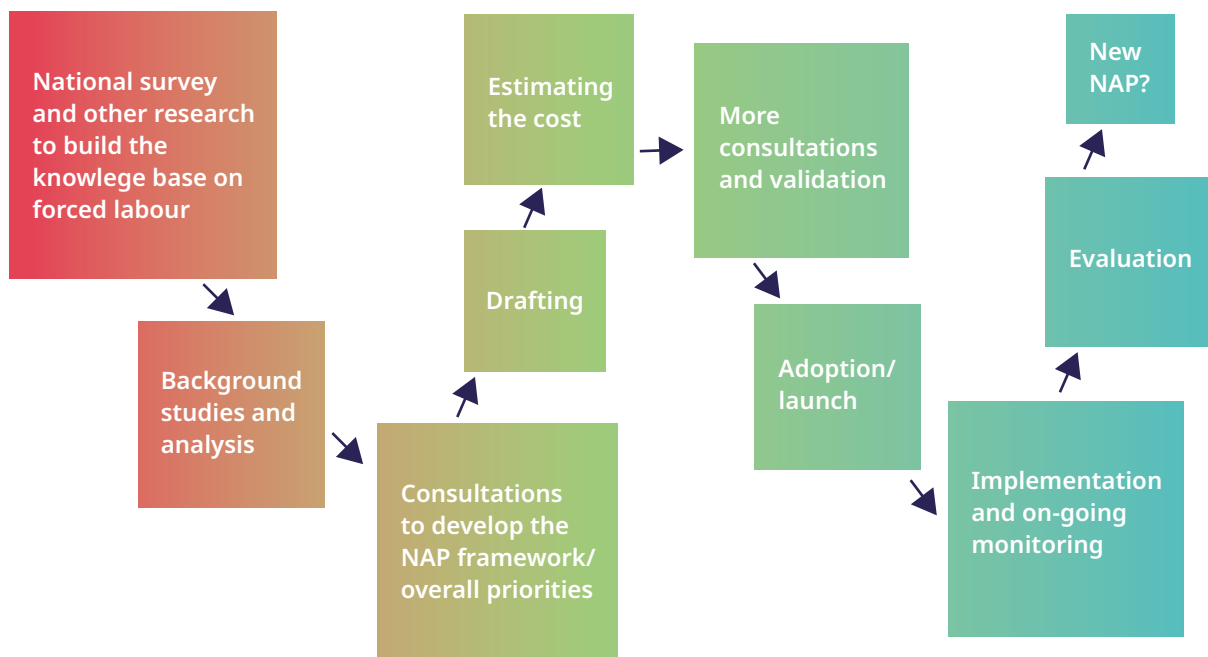 National survey
and other research
to build the
knowlege base on
forced labour
Background
studies and
analysis
Consultations
to develop the
NAP framework/
overall priorities
Drafting
Estimating
the cost
More
consultations
and validation
Adoption/
launch
Implementation
and on-going
monitoring
Evaluation
New
NAP?